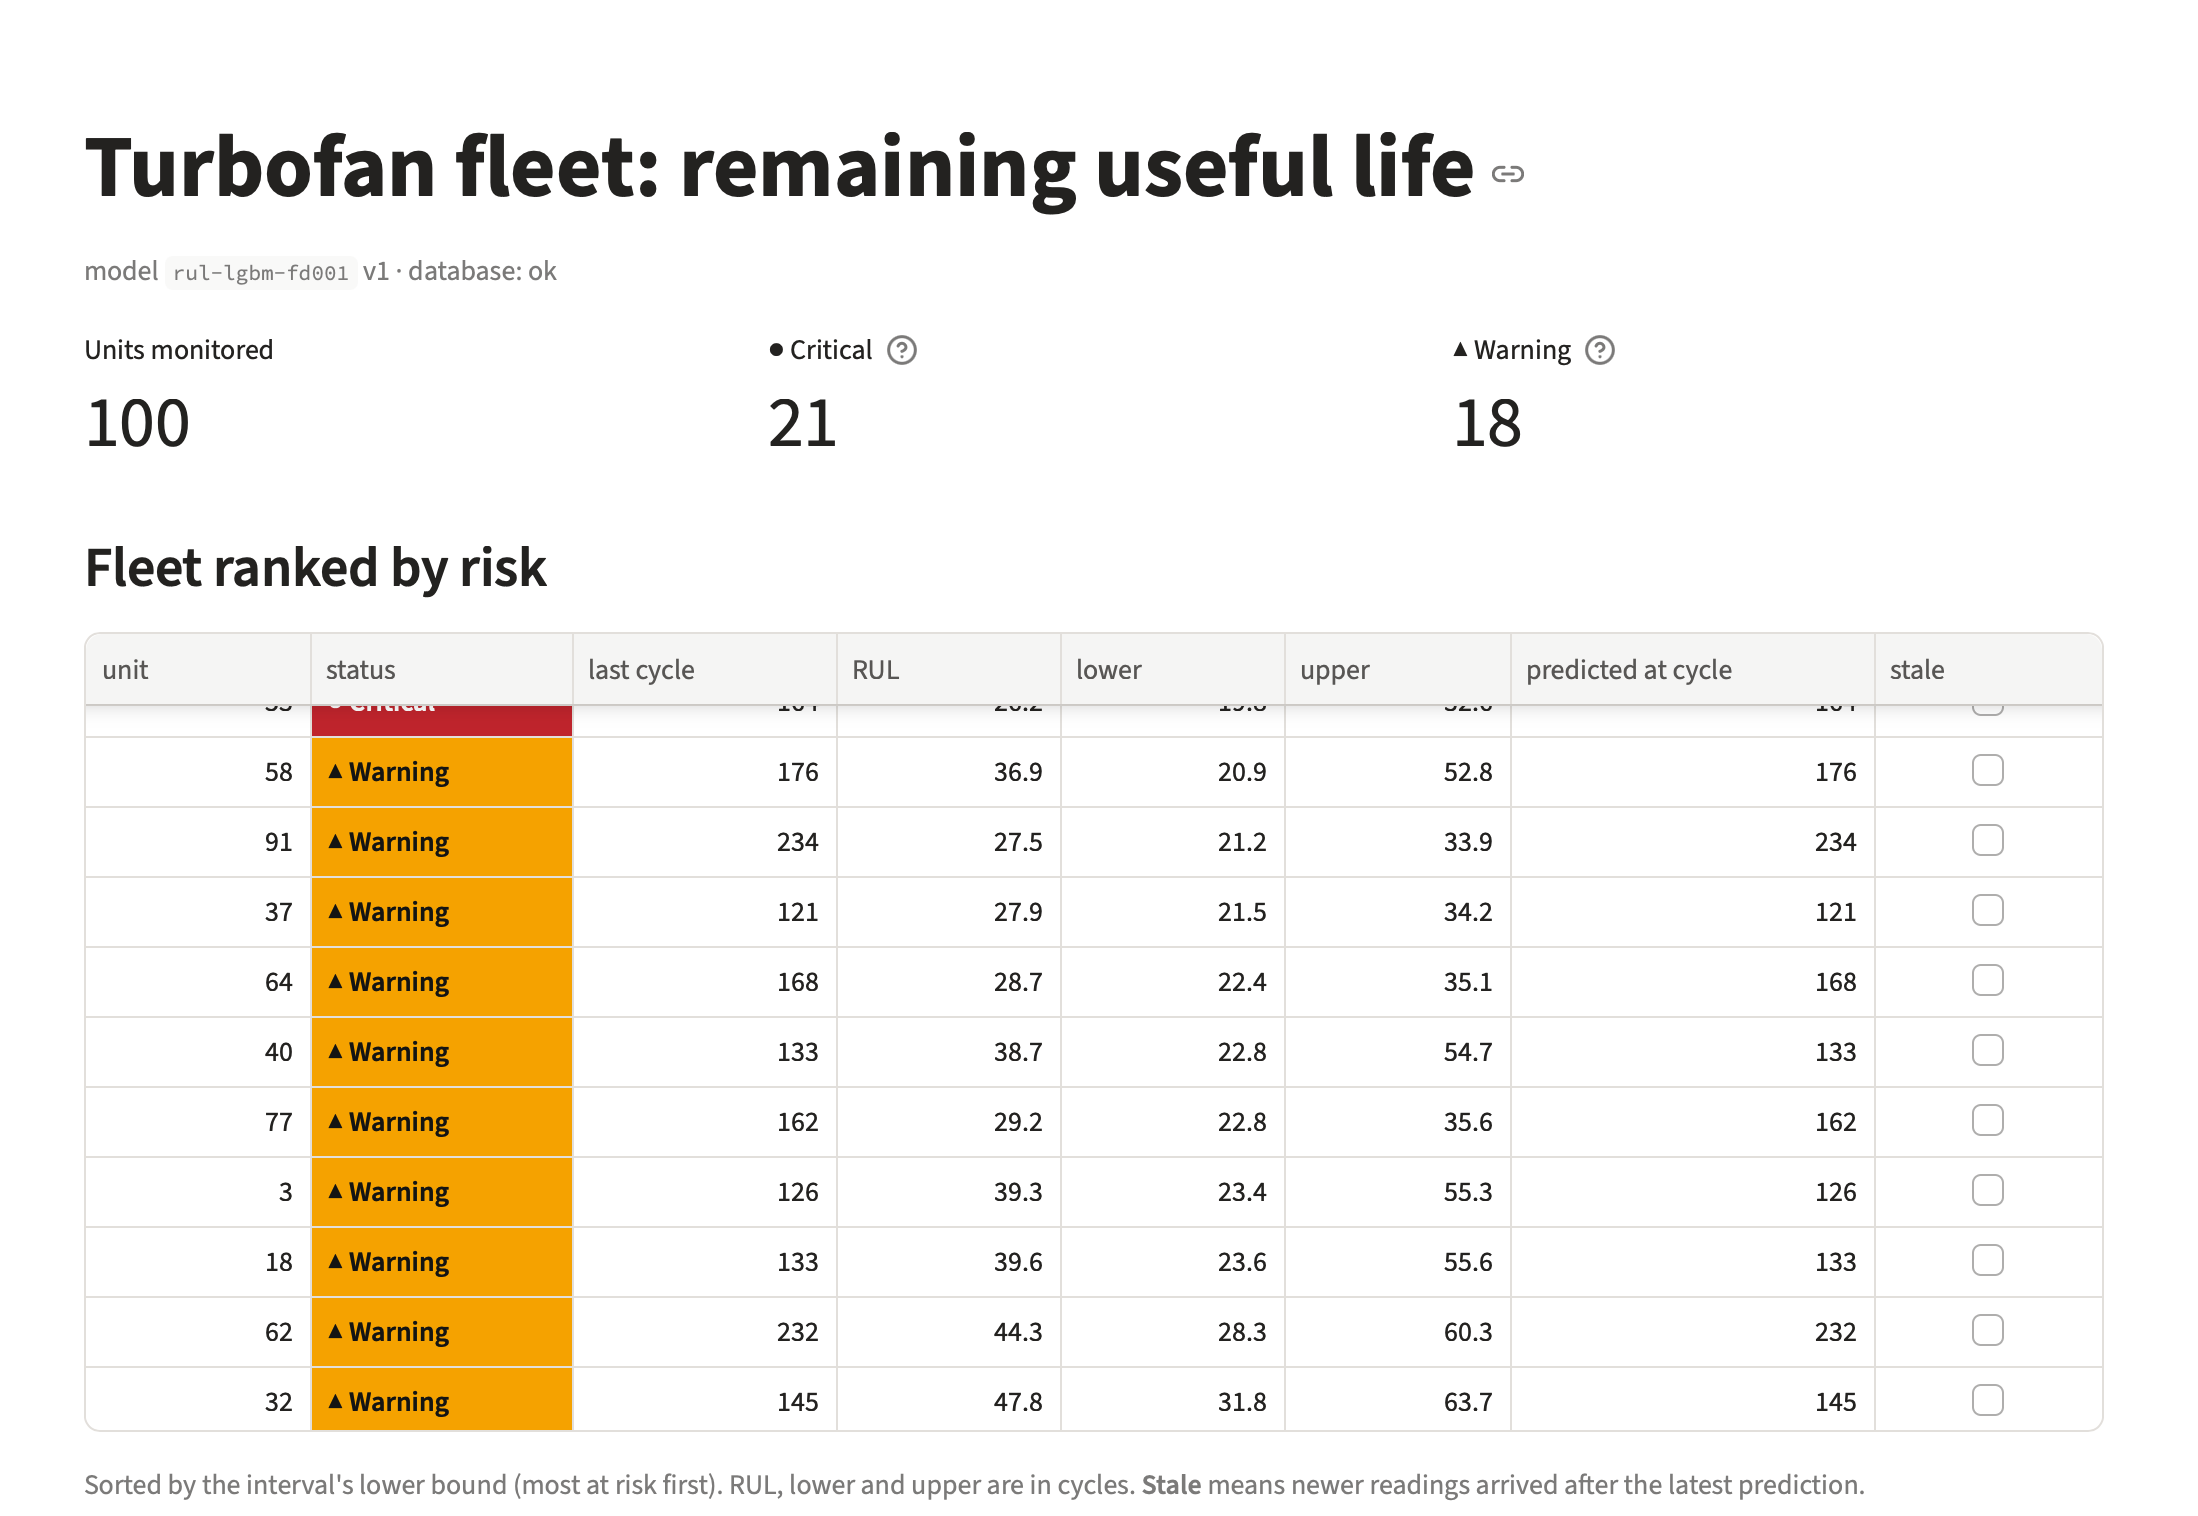 Turbofan fleet: remaining useful life
model rul-lgbm-fd001 v1 · database: ok
Units monitored ● Critical ? ▲ Warning ?
100 21 18
Fleet ranked by risk
unit status last cycle RUL lower upper predicted at cycle stale
Critical
58 ▲ Warning 176 36.9 20.9 52.8 176
91 ▲ Warning 234 27.5 21.2 33.9 234
37 ▲ Warning 121 27.9 21.5 34.2 121
64 ▲ Warning 168 28.7 22.4 35.1 168
40 ▲ Warning 133 38.7 22.8 54.7 133
77 ▲ Warning 162 29.2 22.8 35.6 162
3 ▲ Warning 126 39.3 23.4 55.3 126
18 ▲ Warning 133 39.6 23.6 55.6 133
62 ▲ Warning 232 44.3 28.3 60.3 232
32 ▲ Warning 145 47.8 31.8 63.7 145
Sorted by the interval's lower bound (most at risk first). RUL, lower and upper are in cycles. Stale means newer readings arrived after the latest prediction.